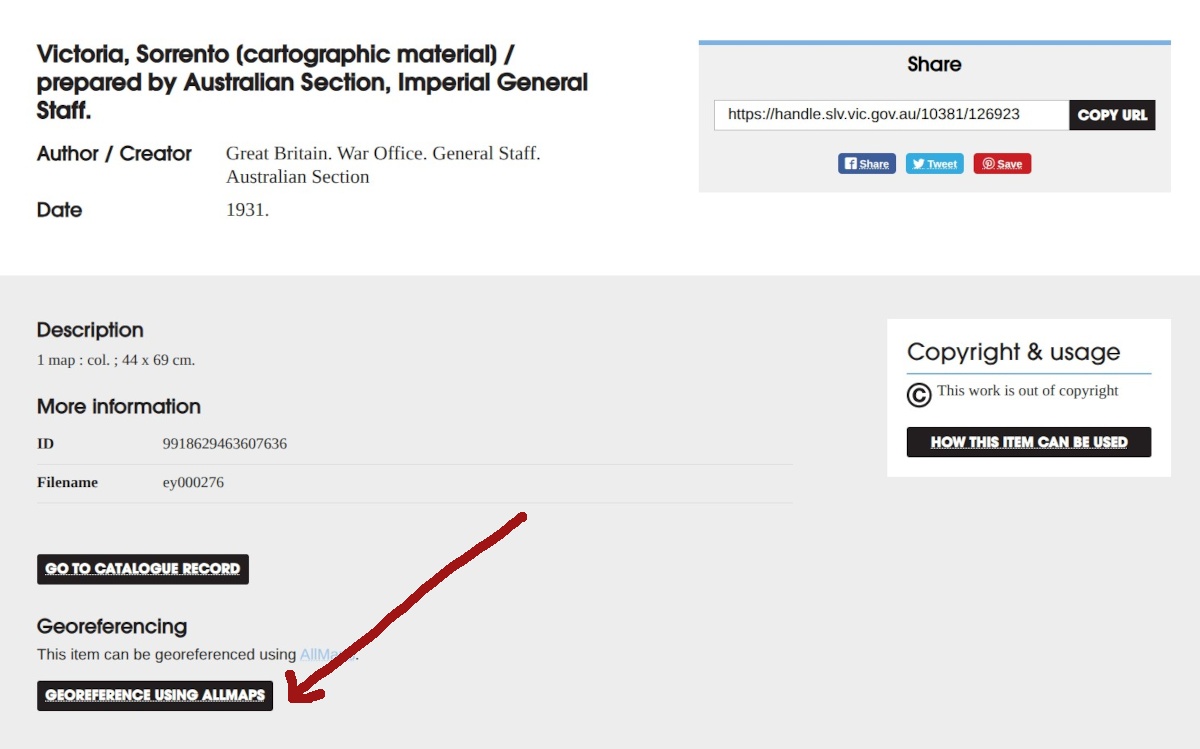 Victoria, Sorrento (cartographic material) /
prepared by Australian Section, Imperial General
Staff.
Author / Creator Great Britain. War Office. General Staff.
Australian Section
Date 1931.
Share
https://handle.slv.vic.gov.au/10381/126923 COPY URL
Share Tweet Save
Description
1 map : col. ; 44 x 69 cm.
More information
ID 9918629463607636
Filename ey000276
GO TO CATALOGUE RECORD
Georeferencing
This item can be georeferenced using AllMaps.
GEOREFERENCE USING ALLMAPS
Copyright & usage
© This work is out of copyright
HOW THIS ITEM CAN BE USED